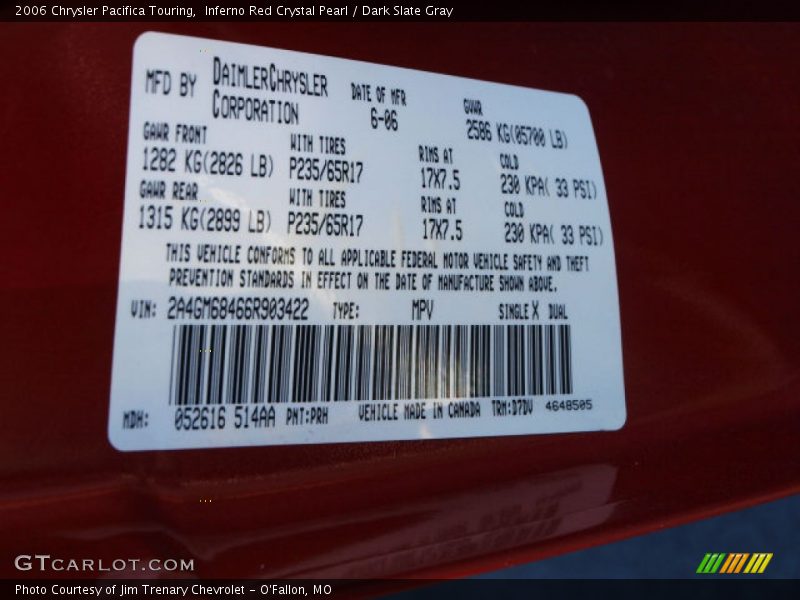 2006 Chrysler Pacifica Touring,  Inferno Red Crystal Pearl / Dark Slate Gray
MFD BY DAIMLERCHRYSLER CORPORATION DATE OF MFR 6-06 GVWR 2586 KG(05700 LB)
GAWR FRONT WITH TIRES RIMS AT COLD
1282 KG(2826 LB) P235/65R17 17X7.5 230 KPA( 33 PSI)
GAWR REAR WITH TIRES RIMS AT COLD
1315 KG(2899 LB) P235/65R17 17X7.5 230 KPA( 33 PSI)
THIS VEHICLE CONFORMS TO ALL APPLICABLE FEDERAL MOTOR VEHICLE SAFETY AND THEFT
PREVENTION STANDARDS IN EFFECT ON THE DATE OF MANUFACTURE SHOWN ABOVE.
VIN: 2A4GM68466R903422 TYPE: MPV SINGLE X DUAL
MDH: 052616 514AA PNT:PRH VEHICLE MADE IN CANADA TRM:D7DV 4648505
GTCARLOT.COM
Photo Courtesy of Jim Trenary Chevrolet - O'Fallon, MO